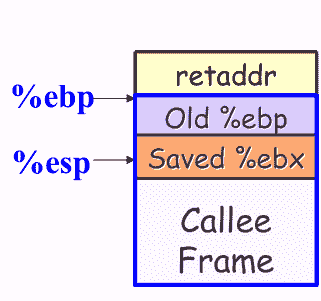 retaddr
%ebp
Old %ebp
%esp
Saved %ebx
Callee
Frame